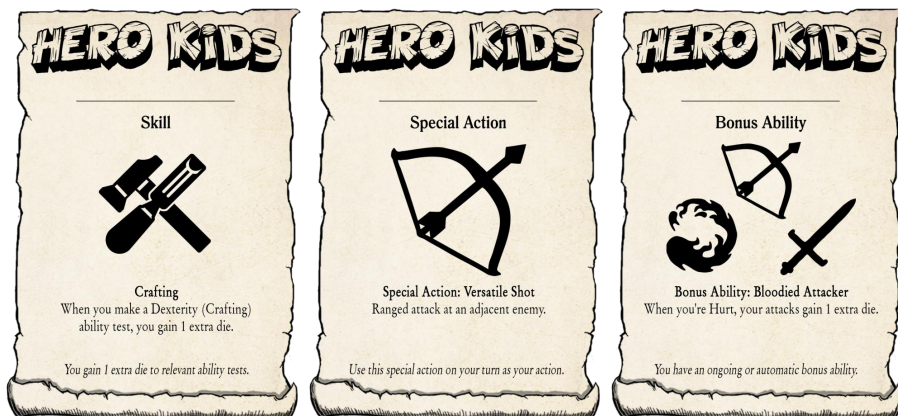 HERO KiDS
Skill
Crafting
When you make a Dexterity (Crafting)
ability test, you gain 1 extra die.
You gain 1 extra die to relevant ability tests.
HERO KiDS
Special Action
Special Action: Versatile Shot
Ranged attack at an adjacent enemy.
Use this special action on your turn as your action.
HERO KiDS
Bonus Ability
Bonus Ability: Bloodied Attacker
When you're Hurt, your attacks gain 1 extra die.
You have an ongoing or automatic bonus ability.